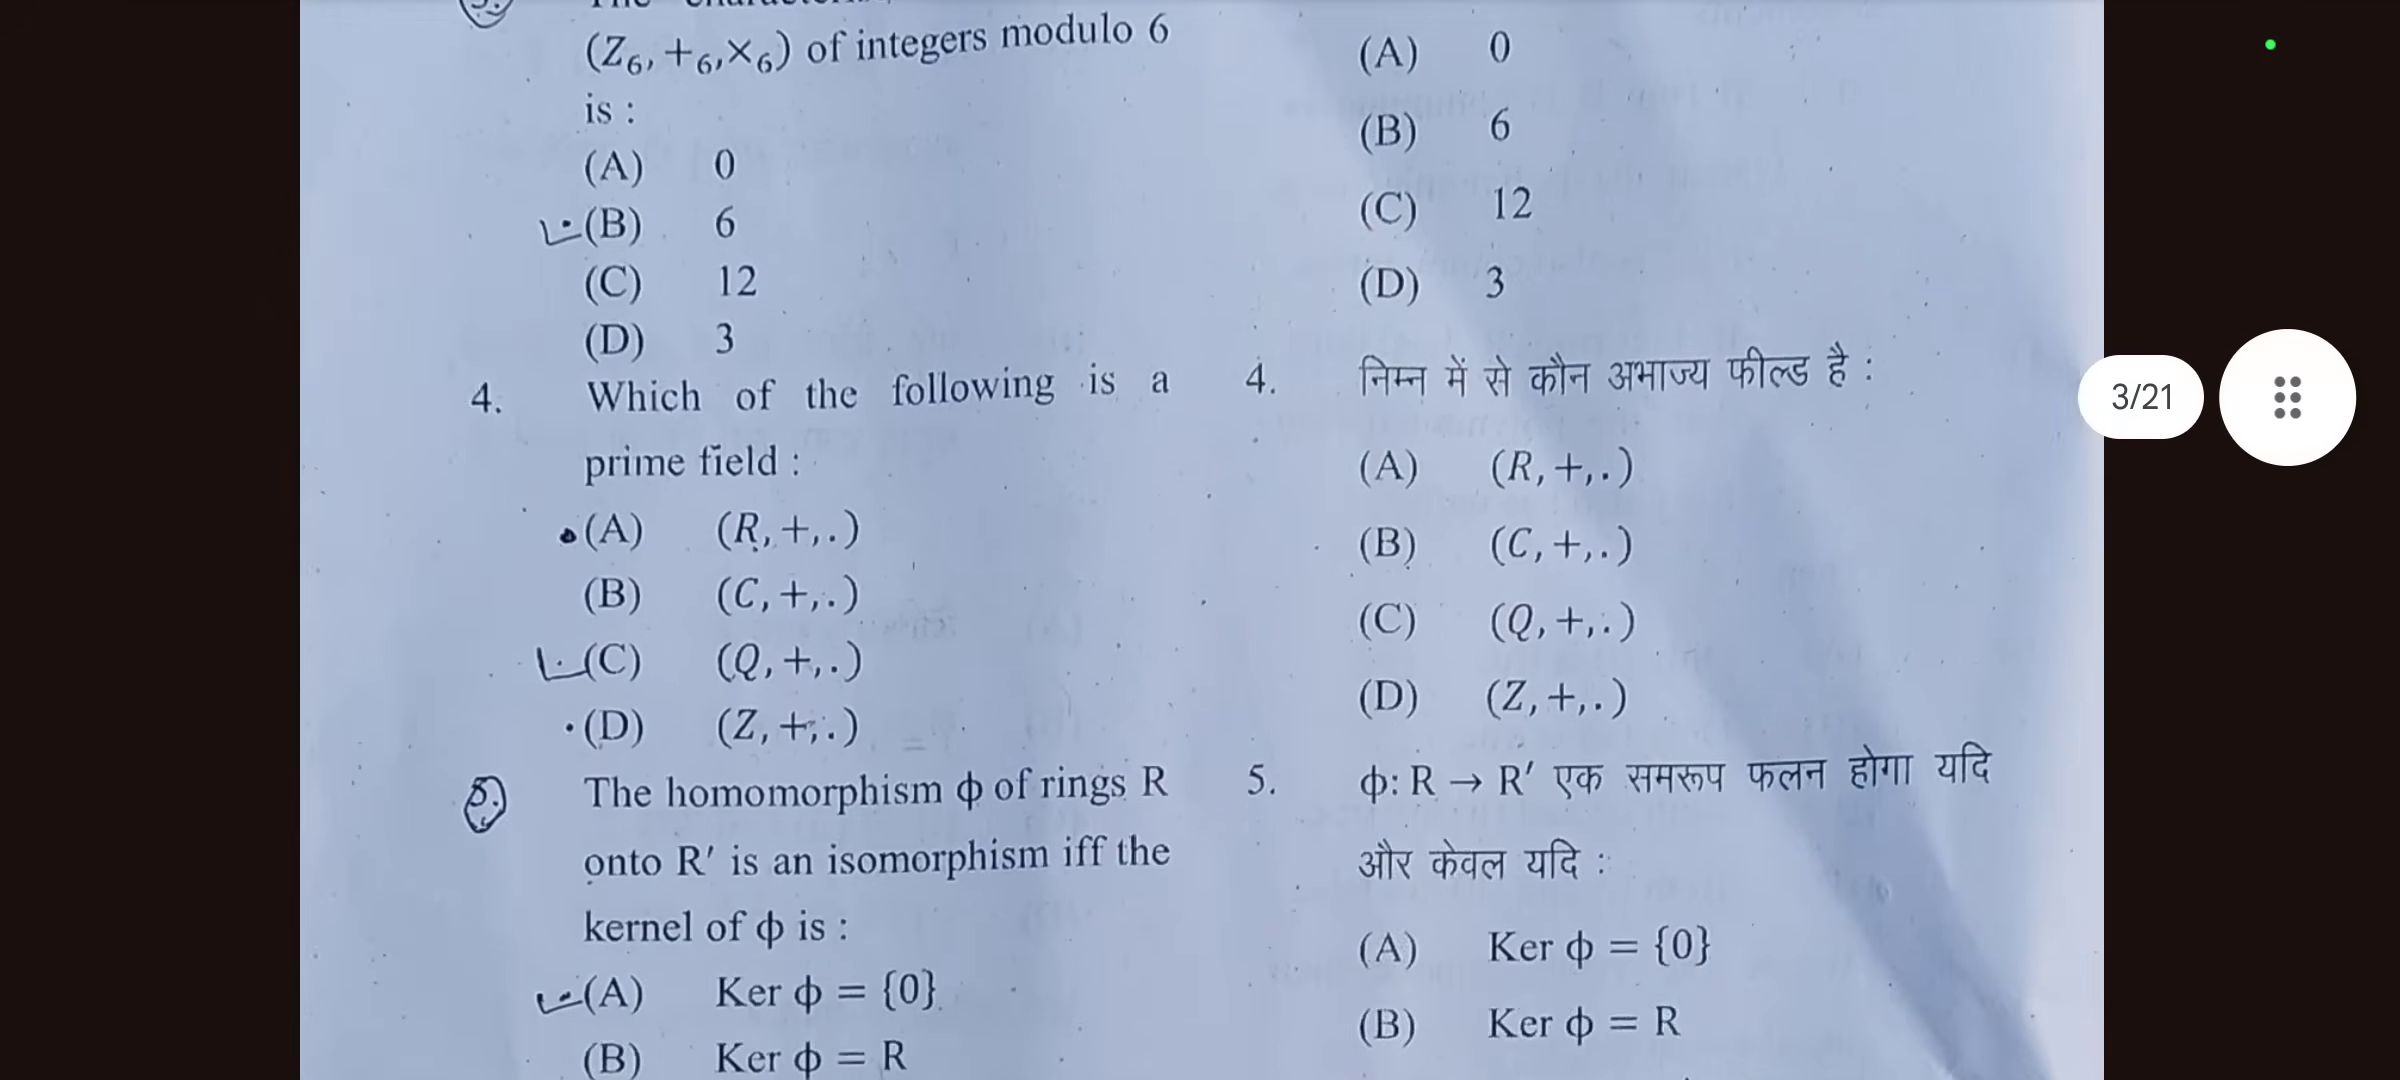 (Z₆, +₆,×₆) of integers modulo 6
is :
(A) 0
(B) 6
(C) 12
(D) 3
4. Which of the following is a
prime field :
(A) (R, +,.)
(B) (C, +,.)
(C) (Q, +,.)
(D) (Z, +,.)
5. The homomorphism ϕ of rings R
onto R′ is an isomorphism iff the
kernel of ϕ is :
(A) Ker ϕ = {0}
(B) Ker ϕ = R
(A) 0
(B) 6
(C) 12
(D) 3
4. निम्न में से कौन अभाज्य फील्ड है :
(A) (R, +,.)
(B) (C, +,.)
(C) (Q, +,.)
(D) (Z, +,.)
5. ϕ: R → R′ एक समरूप फलन होगा यदि
और केवल यदि :
(A) Ker ϕ = {0}
(B) Ker ϕ = R
3/21